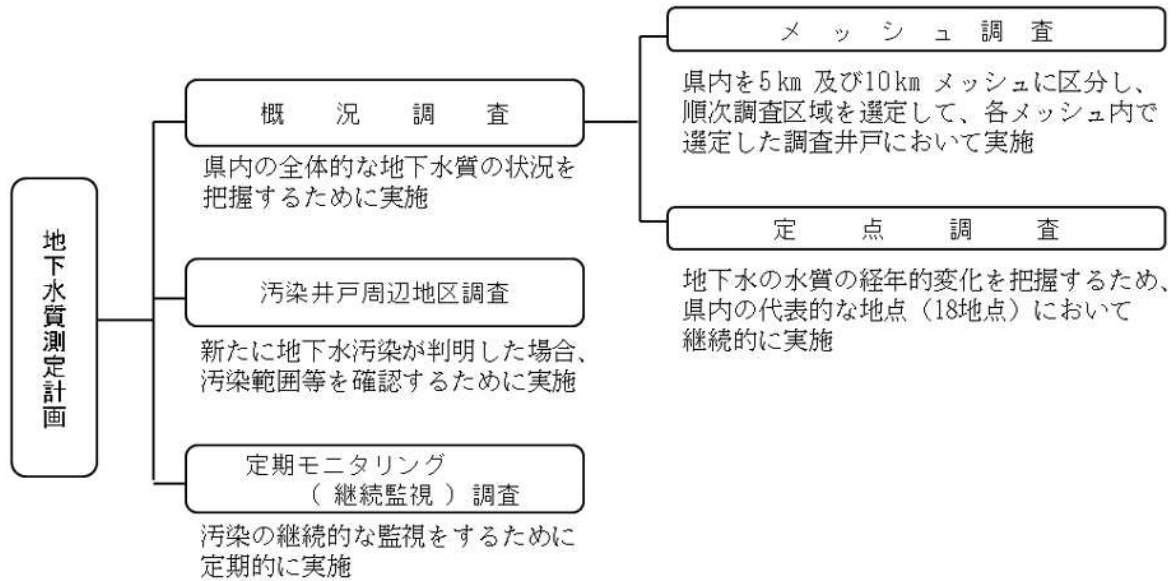 地下水質測定計画
概況調査
県内の全体的な地下水質の状況を
把握するために実施
メッシュ調査
県内を5km 及び10km メッシュに区分し、
順次調査区域を選定して、各メッシュ内で
選定した調査井戸において実施
定点調査
地下水の水質の経年的変化を把握するため、
県内の代表的な地点（18地点）において
継続的に実施
汚染井戸周辺地区調査
新たに地下水汚染が判明した場合、
汚染範囲等を確認するために実施
定期モニタリング
（ 継続監視 ）調査
汚染の継続的な監視をするために
定期的に実施